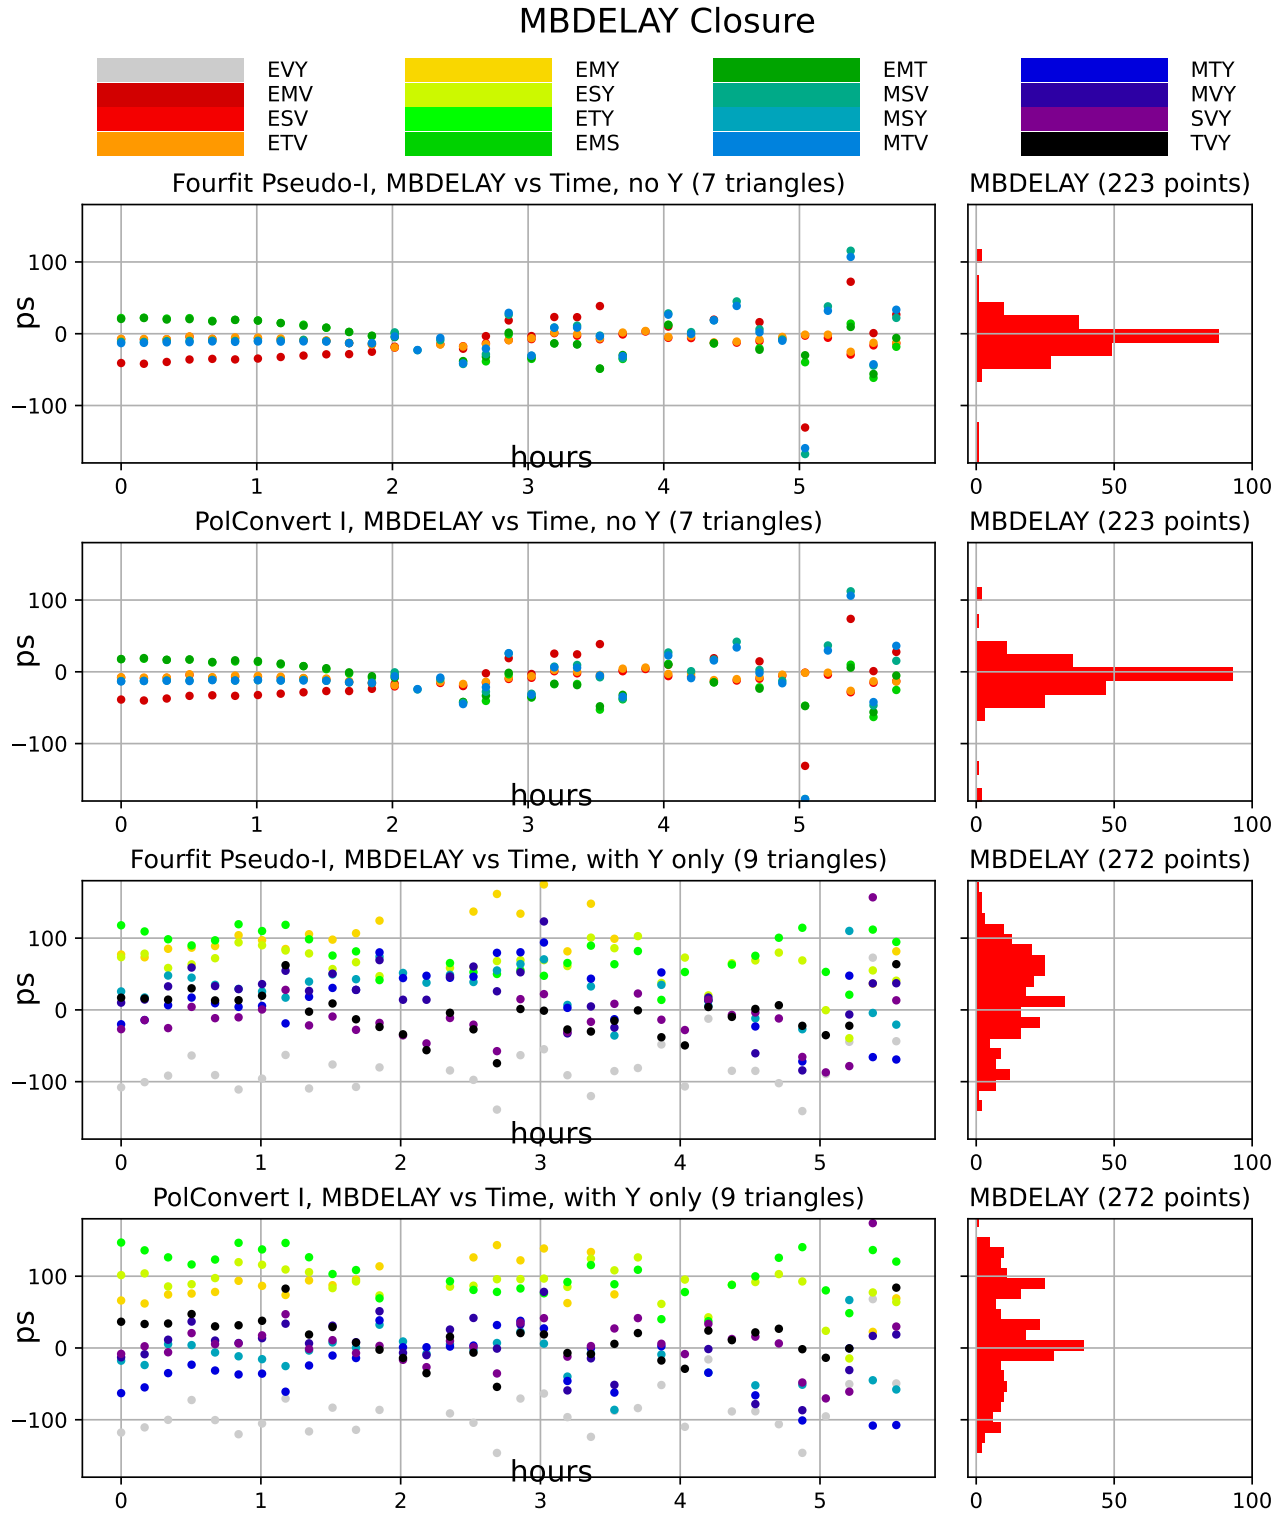 MBDELAY Closure
EVY EMY EMT MTY
EMV ESY MSV MVY
ESV ETY MSY SVY
ETV EMS MTV TVY
Fourfit Pseudo-I, MBDELAY vs Time, no Y (7 triangles) MBDELAY (223 points)
100
0
−100
ps
hours
0 1 2 3 4 5 0 50 100
PolConvert I, MBDELAY vs Time, no Y (7 triangles) MBDELAY (223 points)
100
0
−100
ps
hours
0 1 2 3 4 5 0 50 100
Fourfit Pseudo-I, MBDELAY vs Time, with Y only (9 triangles) MBDELAY (272 points)
100
0
−100
ps
hours
0 1 2 3 4 5 0 50 100
PolConvert I, MBDELAY vs Time, with Y only (9 triangles) MBDELAY (272 points)
100
0
−100
ps
hours
0 1 2 3 4 5 0 50 100